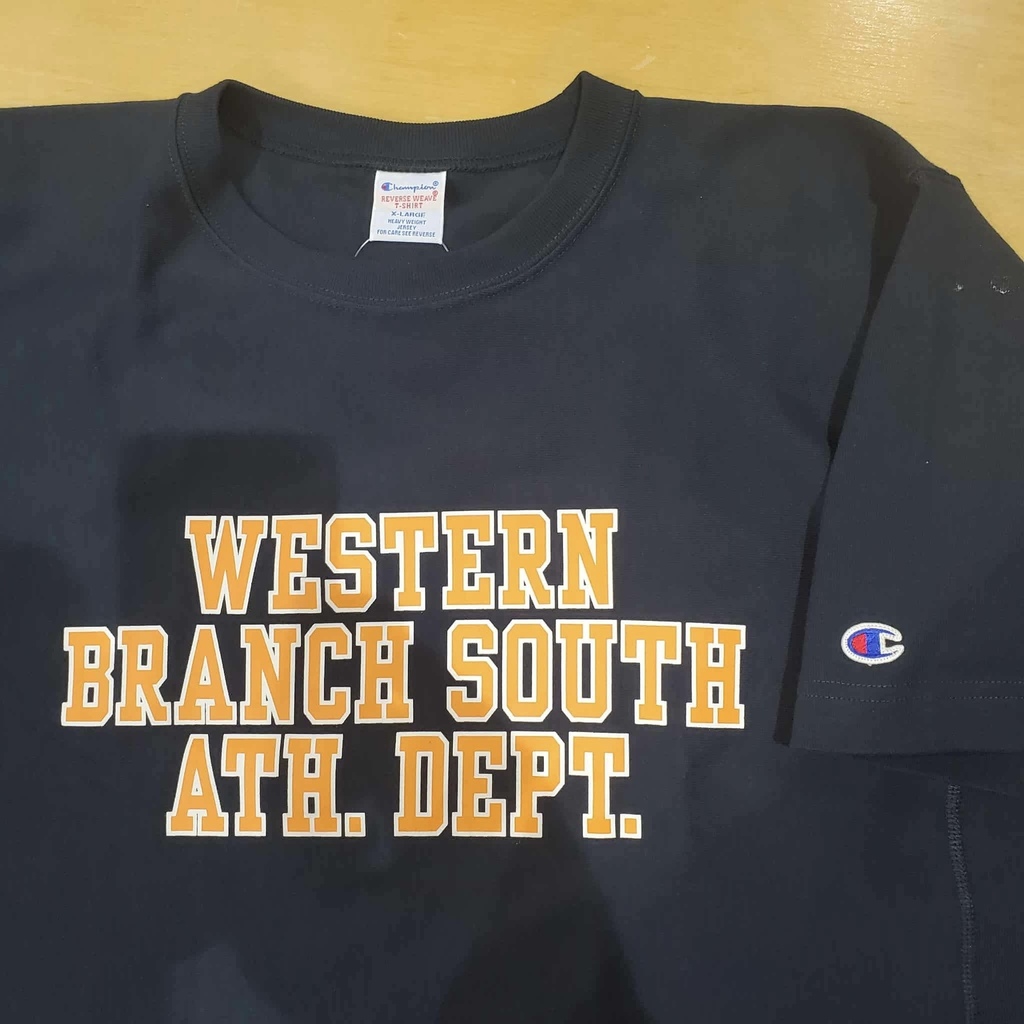 Champion®
REVERSE WEAVE®
T-SHIRT
X-LARGE
HEAVY WEIGHT
JERSEY
FOR CARE SEE REVERSE
WESTERN
BRANCH SOUTH
ATH. DEPT.
C